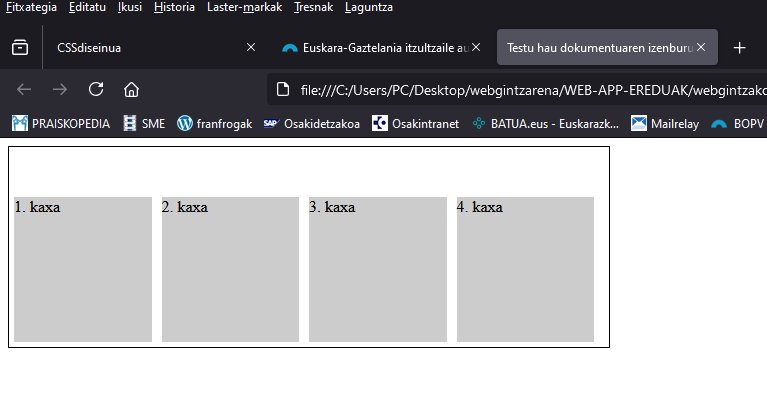 Fitxategia Editatu Ikusi Historia Laster-markak Tresnak Laguntza
CSSdiseinua Euskara-Gaztelania itzultzaile au Testu hau dokumentuaren izenburu
file:///C:/Users/PC/Desktop/webgintzarena/WEB-APP-EREDUAK/webgintzako
PRAISKOPEDIA SME franfrogak SAP Osakidetzakoa Osakintranet BATUA.eus - Euskarazk... Mailrelay BOPV
1. kaxa 2. kaxa 3. kaxa 4. kaxa